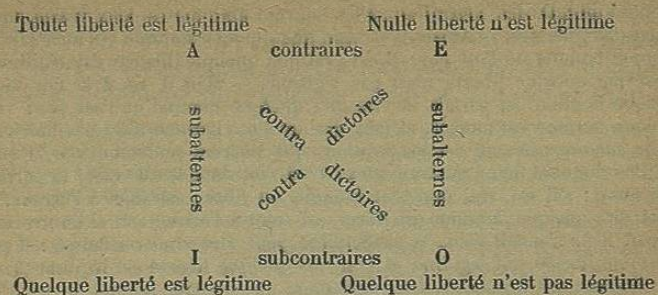 Toute liberté est légitime Nulle liberté n'est légitime
A contraires E
subalternes contra dictoires subalternes
contra dictoires
I subcontraires O
Quelque liberté est légitime Quelque liberté n'est pas légitime